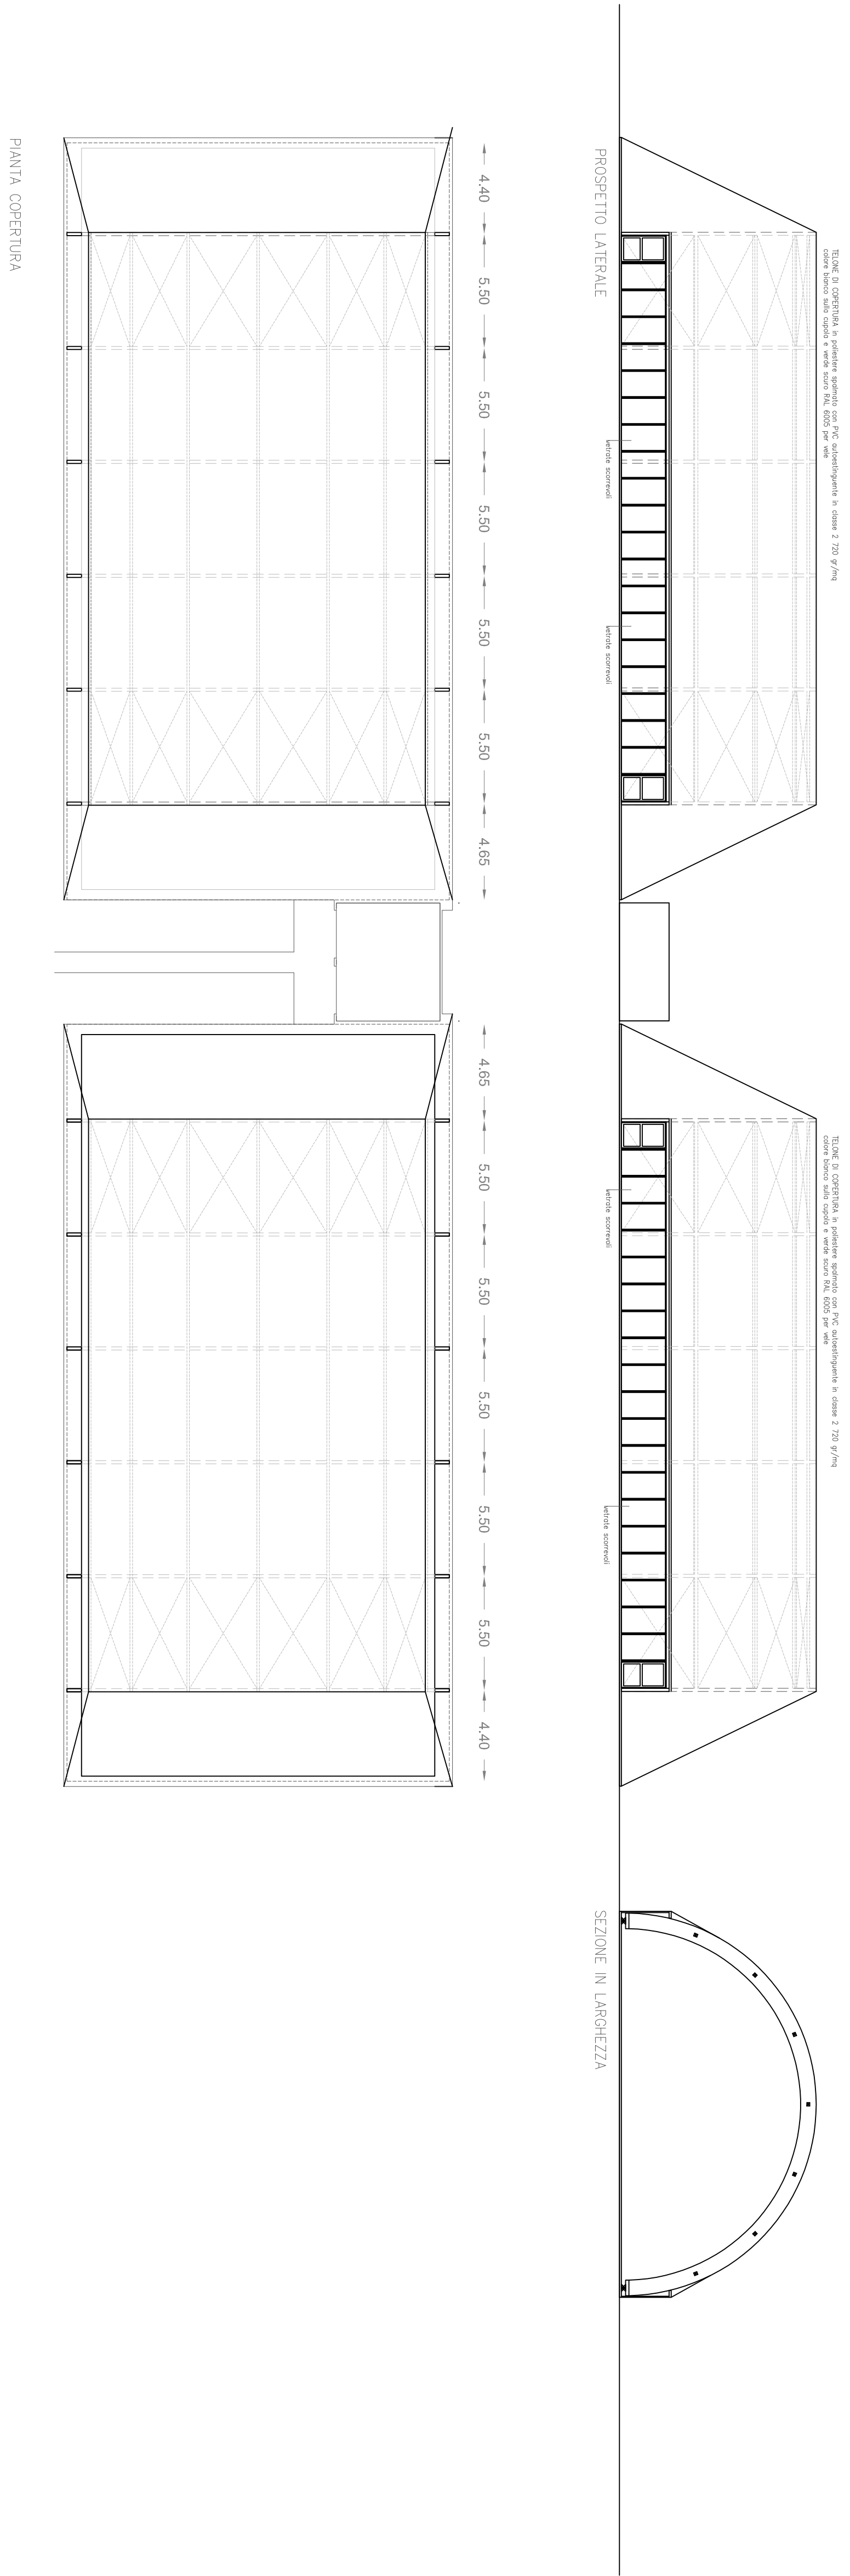 TELONE DI COPERTURA in poliestere spalmato con PVC autoestinguente in classe 2 720 gr/mq
colore bianco sulla cupola e verde scuro RAL 6005 per vele
TELONE DI COPERTURA in poliestere spalmato con PVC autoestinguente in classe 2 720 gr/mq
colore bianco sulla cupola e verde scuro RAL 6005 per vele
vetrate scorrevoli
vetrate scorrevoli
vetrate scorrevoli
vetrate scorrevoli
PROSPETTO LATERALE
SEZIONE IN LARGHEZZA
4.40
5.50
5.50
5.50
5.50
5.50
4.65
4.65
5.50
5.50
5.50
5.50
5.50
4.40
PIANTA COPERTURA